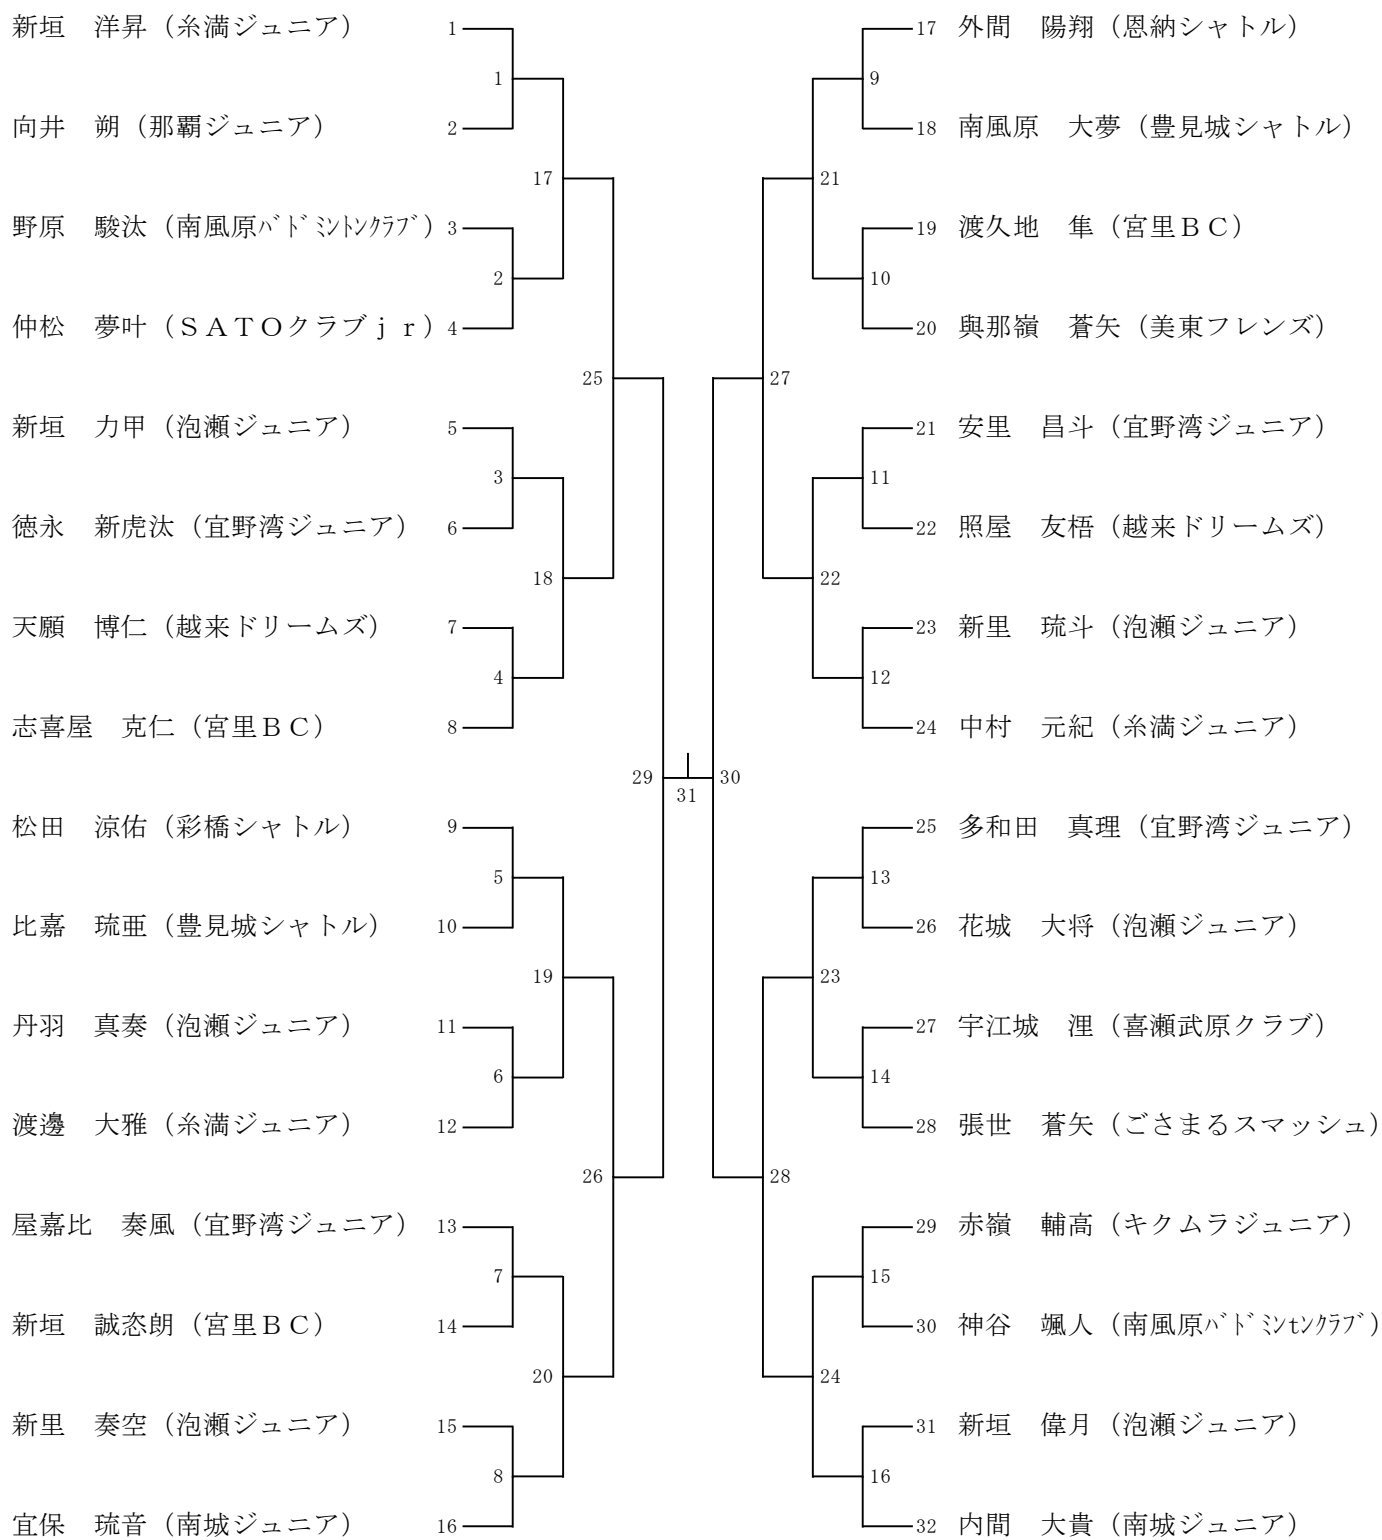 新垣　洋昇（糸満ジュニア） 1
1
向井　朔（那覇ジュニア） 2
17
野原　駿汰（南風原ﾊﾞﾄﾞﾐﾝﾄﾝｸﾗﾌﾞ） 3
2
仲松　夢叶（ＳＡＴＯクラブｊｒ） 4
25
新垣　力甲（泡瀬ジュニア） 5
3
徳永　新虎汰（宜野湾ジュニア） 6
18
天願　博仁（越来ドリームズ） 7
4
志喜屋　克仁（宮里ＢＣ） 8
29
松田　涼佑（彩橋シャトル） 9
5
比嘉　琉亜（豊見城シャトル） 10
19
丹羽　真奏（泡瀬ジュニア） 11
6
渡邊　大雅（糸満ジュニア） 12
26
屋嘉比　奏風（宜野湾ジュニア） 13
7
新垣　誠恣朗（宮里ＢＣ） 14
20
新里　奏空（泡瀬ジュニア） 15
8
宜保　琉音（南城ジュニア） 16
31
17 外間　陽翔（恩納シャトル）
9
18 南風原　大夢（豊見城シャトル）
21
19 渡久地　隼（宮里ＢＣ）
10
20 與那嶺　蒼矢（美東フレンズ）
27
21 安里　昌斗（宜野湾ジュニア）
11
22 照屋　友梧（越来ドリームズ）
22
23 新里　琉斗（泡瀬ジュニア）
12
24 中村　元紀（糸満ジュニア）
30
25 多和田　真理（宜野湾ジュニア）
13
26 花城　大将（泡瀬ジュニア）
23
27 宇江城　浬（喜瀬武原クラブ）
14
28 張世　蒼矢（ごさまるスマッシュ）
28
29 赤嶺　輔高（キクムラジュニア）
15
30 神谷　颯人（南風原ﾊﾞﾄﾞﾐﾝｾﾝｸﾗﾌﾞ）
24
31 新垣　偉月（泡瀬ジュニア）
16
32 内間　大貴（南城ジュニア）